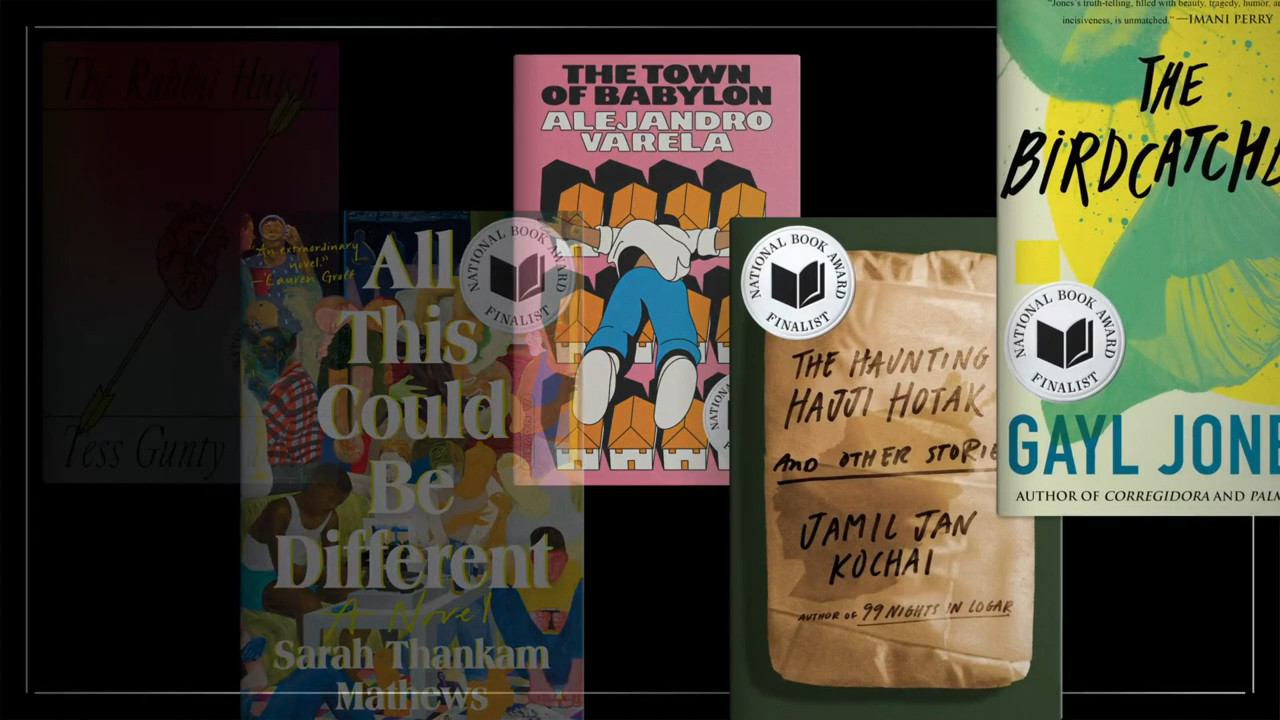 The Rabbit Hutch
Tess Gunty
"An extraordinary
novel."
—Lauren Groff
All
This
Could
Be
Different
A Novel
Sarah Thankam
Mathews
NATIONAL BOOK AWARD
FINALIST
THE TOWN
OF BABYLON
ALEJANDRO
VARELA
NATIONAL BOOK AWARD
FINALIST
THE HAUNTING
HAJJI HOTAK
AND OTHER STORIE
JAMIL JAN
KOCHAI
AUTHOR OF 99 NIGHTS IN LOGAR
"Jones's truth-telling, filled with beauty, tragedy, humor, an
incisiveness, is unmatched." —IMANI PERRY
THE
BIRDCATCHE
NATIONAL BOOK AWARD
FINALIST
GAYL JONE
AUTHOR OF CORREGIDORA AND PALM